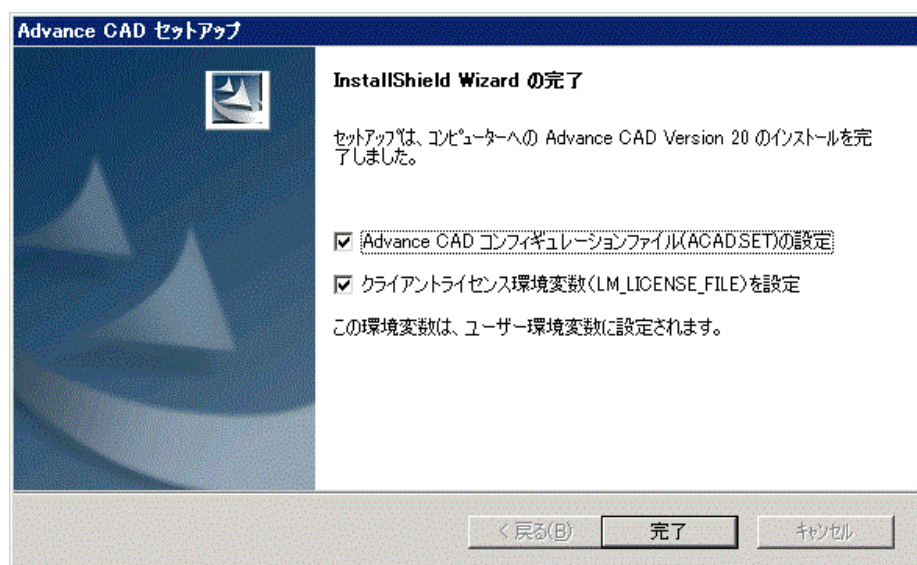 Advance CAD セットアップ
InstallShield Wizard の完了
セットアップは、コンピューターへの Advance CAD Version 20 のインストールを完
了しました。
Advance CAD コンフィギュレーションファイル(ACAD.SET)の設定
クライアントライセンス環境変数(LM_LICENSE_FILE)を設定
この環境変数は、ユーザー環境変数に設定されます。
< 戻る(B)
完了
キャンセル